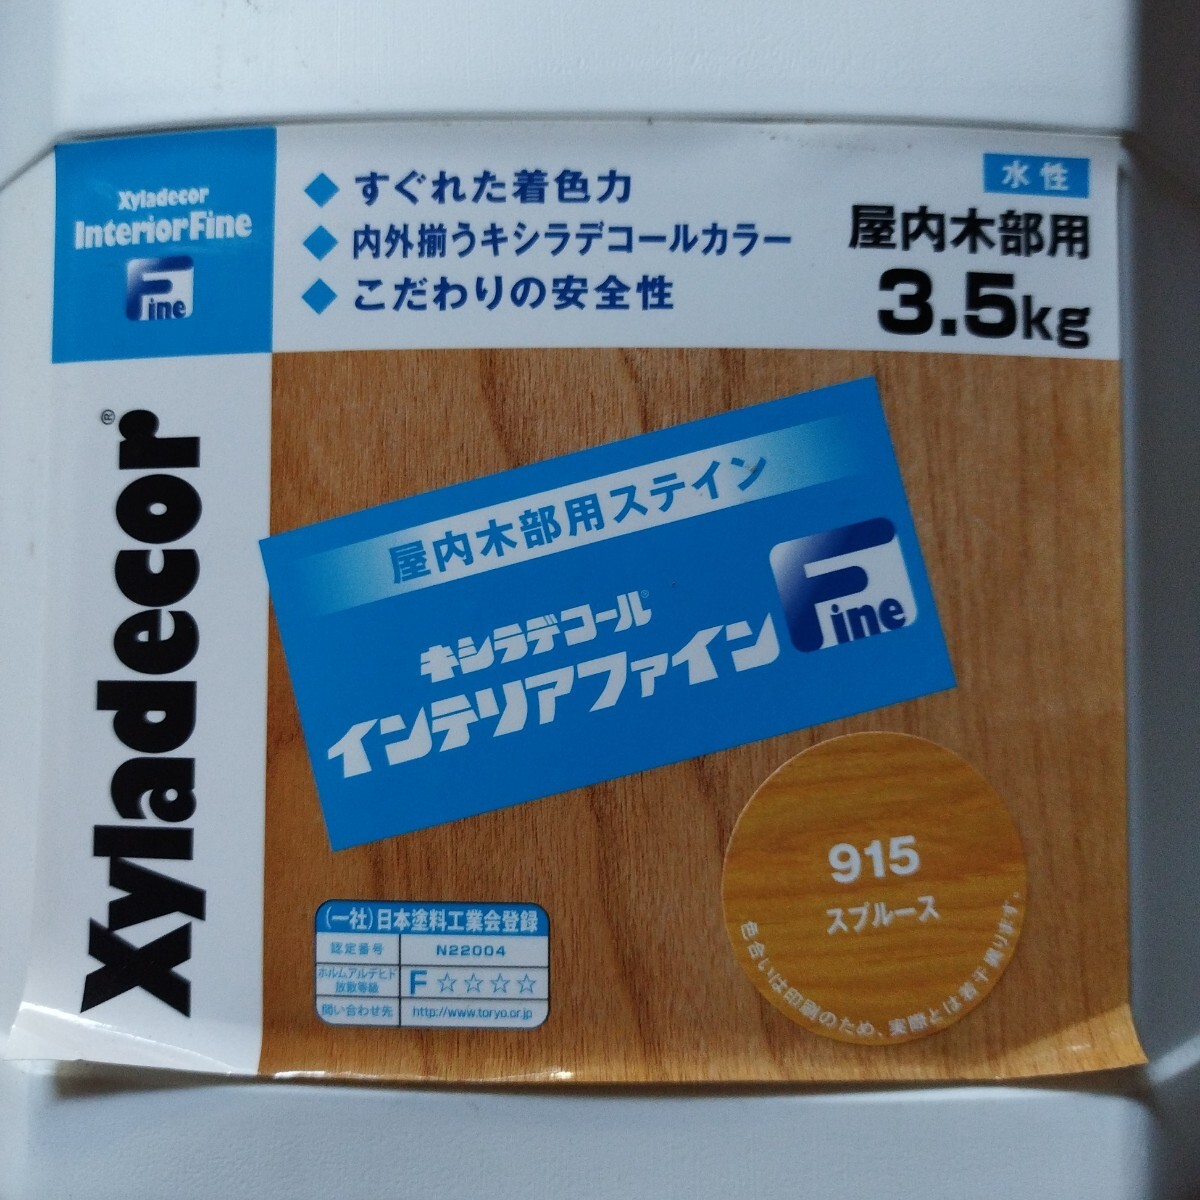 Xyladecor
InteriorFine
Fine
◆ すぐれた着色力
◆ 内外揃うキシラデコールカラー
◆ こだわりの安全性
水性
屋内木部用
3.5kg
Xyladecor®
屋内木部用ステイン
キシラデコール®
インテリアファイン
Fine
915
スプルース
色合いは印刷のため、実際とは若干異ります。
(一社)日本塗料工業会登録
認定番号 N22004
ホルムアルデヒド放散等級 F☆☆☆☆
問い合わせ先 http://www.toryo.or.jp